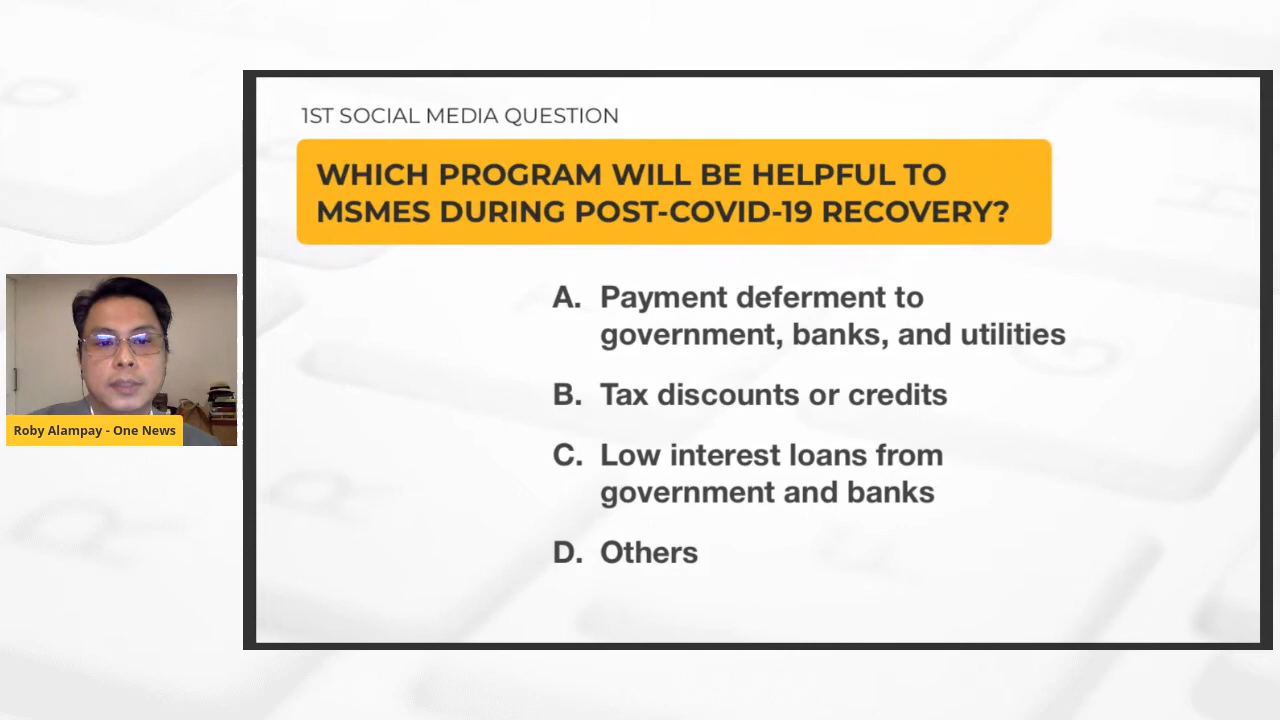 1ST SOCIAL MEDIA QUESTION
WHICH PROGRAM WILL BE HELPFUL TO
MSMES DURING POST-COVID-19 RECOVERY?
A. Payment deferment to
government, banks, and utilities
B. Tax discounts or credits
C. Low interest loans from
government and banks
D. Others
Roby Alampay - One News